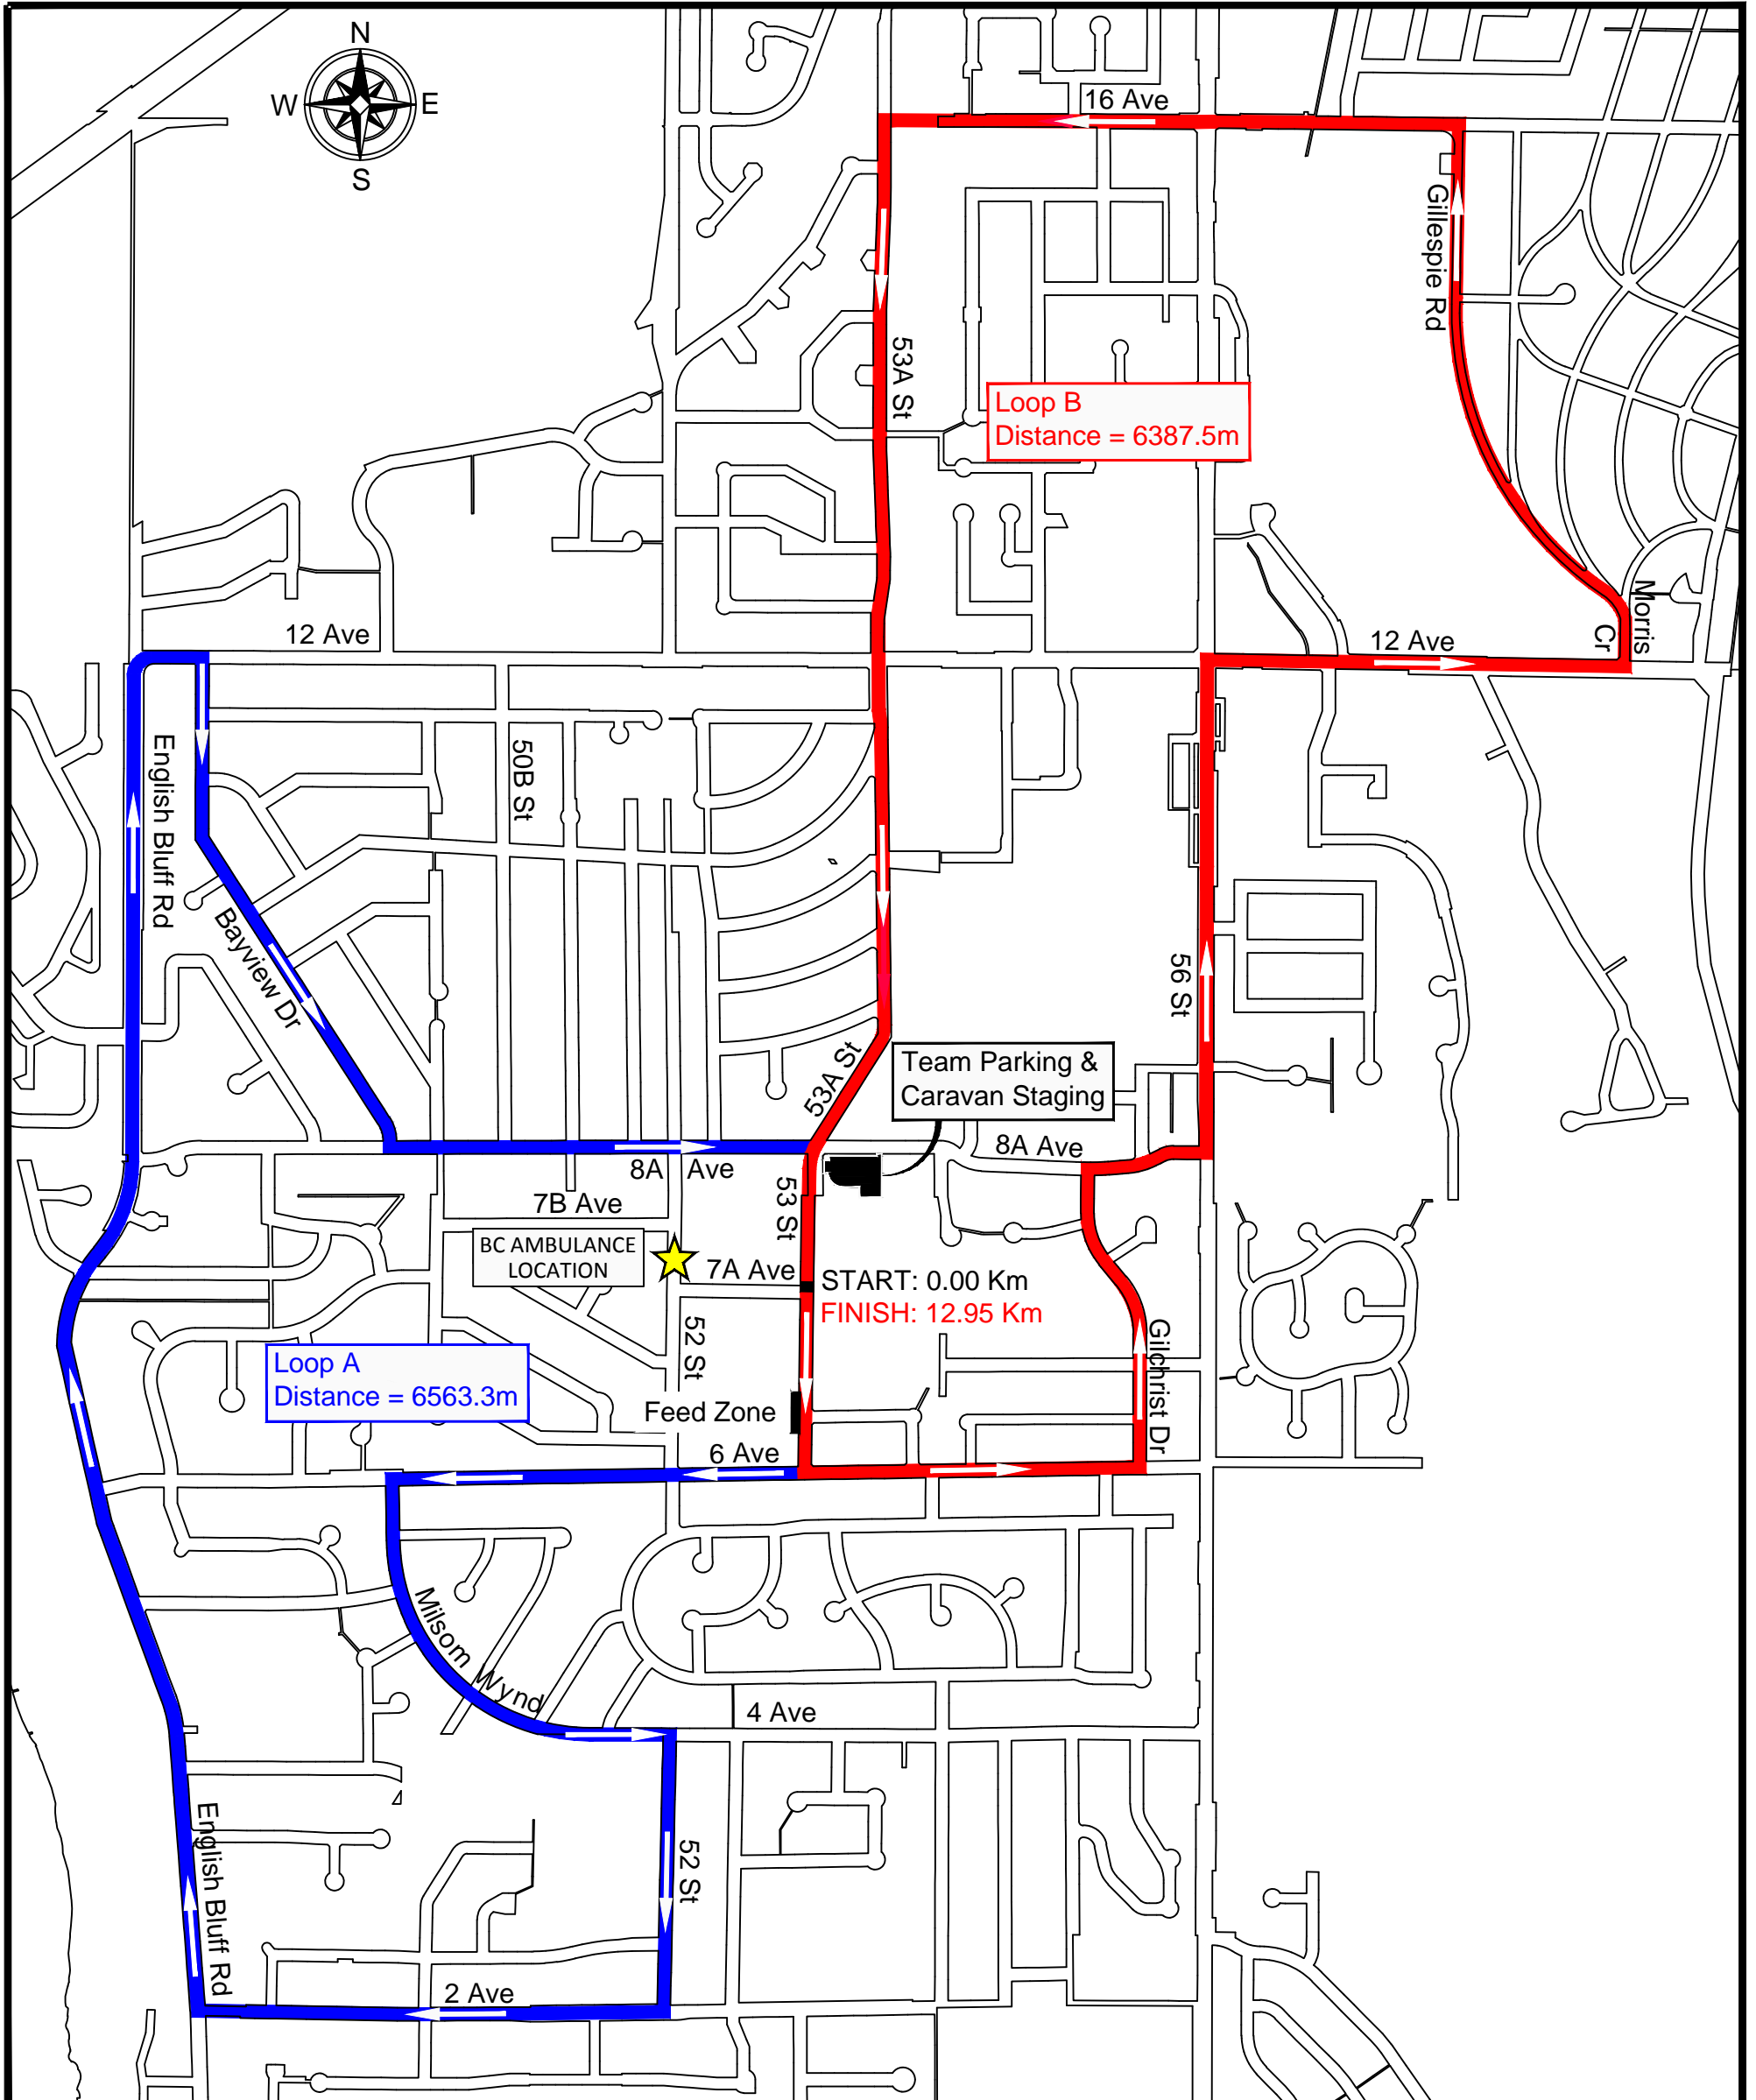 N
W
E
S
16 Ave
Gillespie Rd
53A St
Loop B
Distance = 6387.5m
12 Ave
Morris
Cr
12 Ave
English Bluff Rd
50B St
Bayview Dr
56 St
53A St
Team Parking &
Caravan Staging
8A Ave
8A Ave
7B Ave
53 St
BC AMBULANCE
LOCATION
7A Ave
START: 0.00 Km
FINISH: 12.95 Km
52 St
Gilchrist Dr
Loop A
Distance = 6563.3m
Feed Zone
6 Ave
Milsom Wynd
4 Ave
English Bluff Rd
52 St
2 Ave